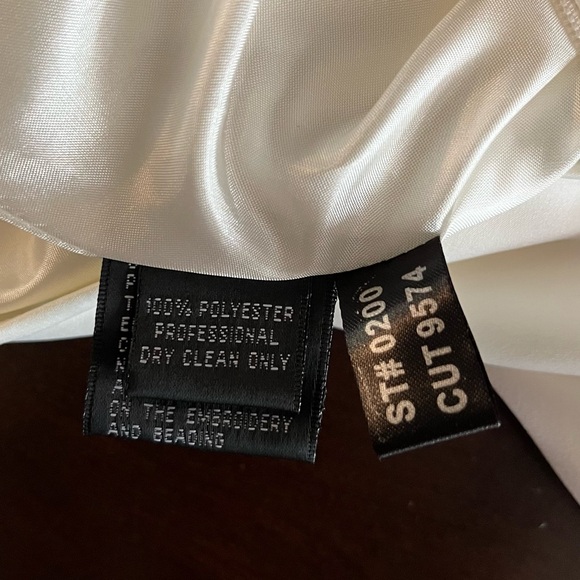 100% POLYESTER
PROFESSIONAL
DRY CLEAN ONLY
ON THE EMBROIDERY
AND BEADING
ST# 0200
CUT 9574